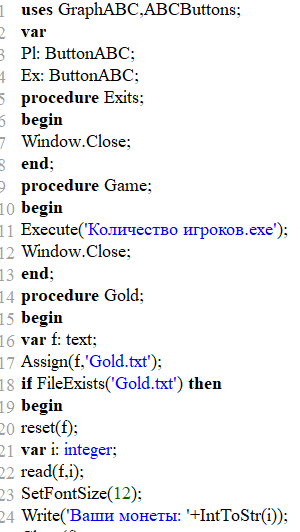 1 uses GraphABC,ABCButtons;
2 var
3 Pl: ButtonABC;
4 Ex: ButtonABC;
5 procedure Exits;
6 begin
7 Window.Close;
8 end;
9 procedure Game;
10 begin
11 Execute('Количество игроков.exe');
12 Window.Close;
13 end;
14 procedure Gold;
15 begin
16 var f: text;
17 Assign(f,'Gold.txt');
18 if FileExists('Gold.txt') then
19 begin
20 reset(f);
21 var i: integer;
22 read(f,i);
23 SetFontSize(12);
24 Write('Ваши монеты: '+IntToStr(i));